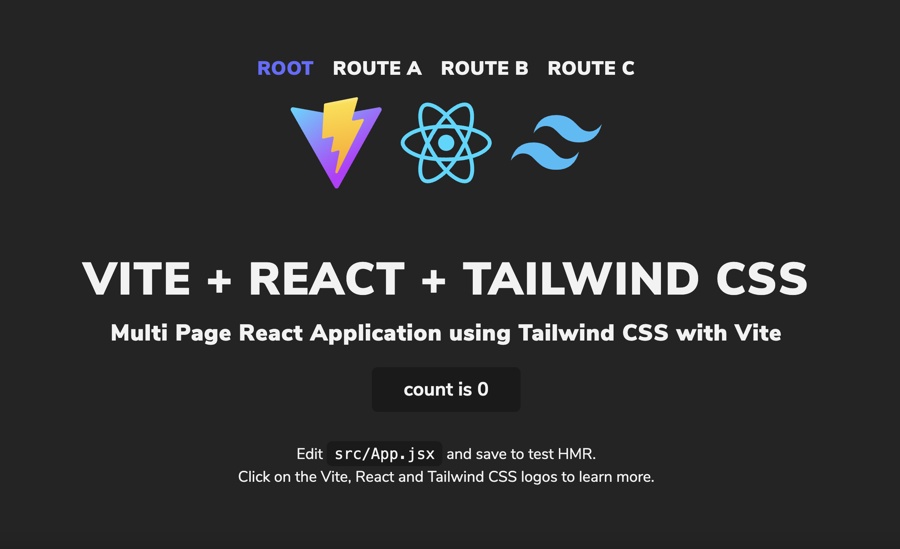 ROOT ROUTE A ROUTE B ROUTE C
VITE + REACT + TAILWIND CSS
Multi Page React Application using Tailwind CSS with Vite
count is 0
Edit src/App.jsx and save to test HMR.
Click on the Vite, React and Tailwind CSS logos to learn more.